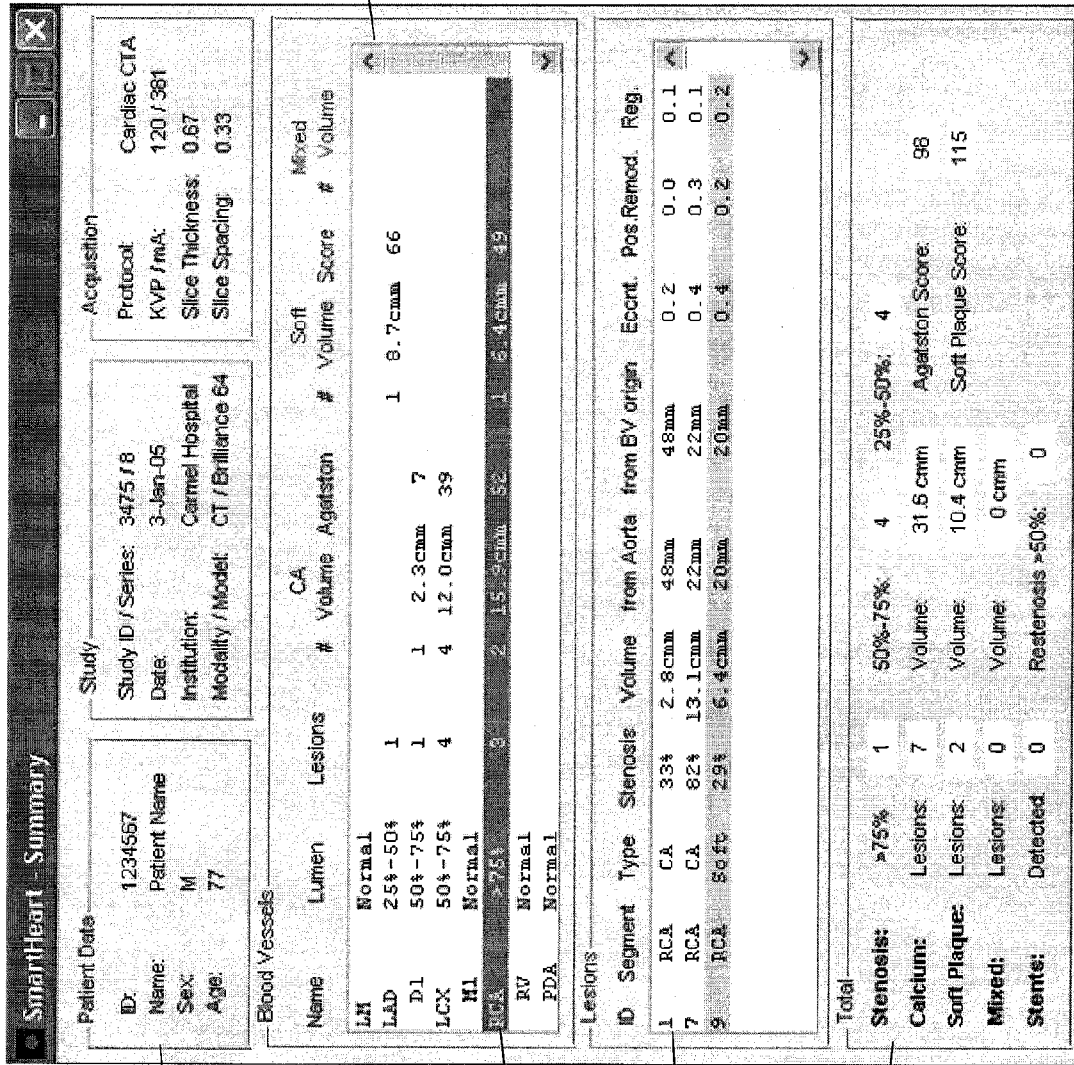 SmartHeart - Summary
Patient Data
ID: 1234567
Name: Patient Name
Sex: M
Age: 77
Study
Study ID / Series: 3475 / 8
Date: 3-Jan-05
Institution: Carmel Hospital
Modality / Model: CT / Brilliance 64
Acquisition
Protocol: Cardiac CTA
KVP / mA: 120 / 381
Slice Thickness: 0.67
Slice Spacing: 0.33
Blood Vessels
CA Soft Mixed
Name Lumen Lesions # Volume Agatston # Volume Score # Volume
LM Normal
LAD 25%-50% 1 1 8.7cmm 66
D1 50%-75% 1 1 2.3cmm 7
LCX 50%-75% 4 4 12.0cmm 39
M1 Normal
RCA >75% 3 2 15.9cmm 52 1 6.4cmm 49
RV Normal
PDA Normal
Lesions
ID Segment Type Stenosis Volume from Aorta from BV origin Eccnt. Pos.Remod. Reg.
1 RCA CA 33% 2.8cmm 48mm 48mm 0.2 0.0 0.1
7 RCA CA 82% 13.1cmm 22mm 22mm 0.4 0.3 0.1
9 RCA Soft 29% 6.4cmm 20mm 20mm 0.4 0.2 0.2
Total
Stenosis: >75% 1 50%-75%: 4 25%-50%: 4
Calcium: Lesions: 7 Volume: 31.6 cmm Agatston Score: 98
Soft Plaque: Lesions: 2 Volume: 10.4 cmm Soft Plaque Score: 115
Mixed: Lesions: 0 Volume: 0 cmm
Stents: Detected 0 Restenosis >50%: 0